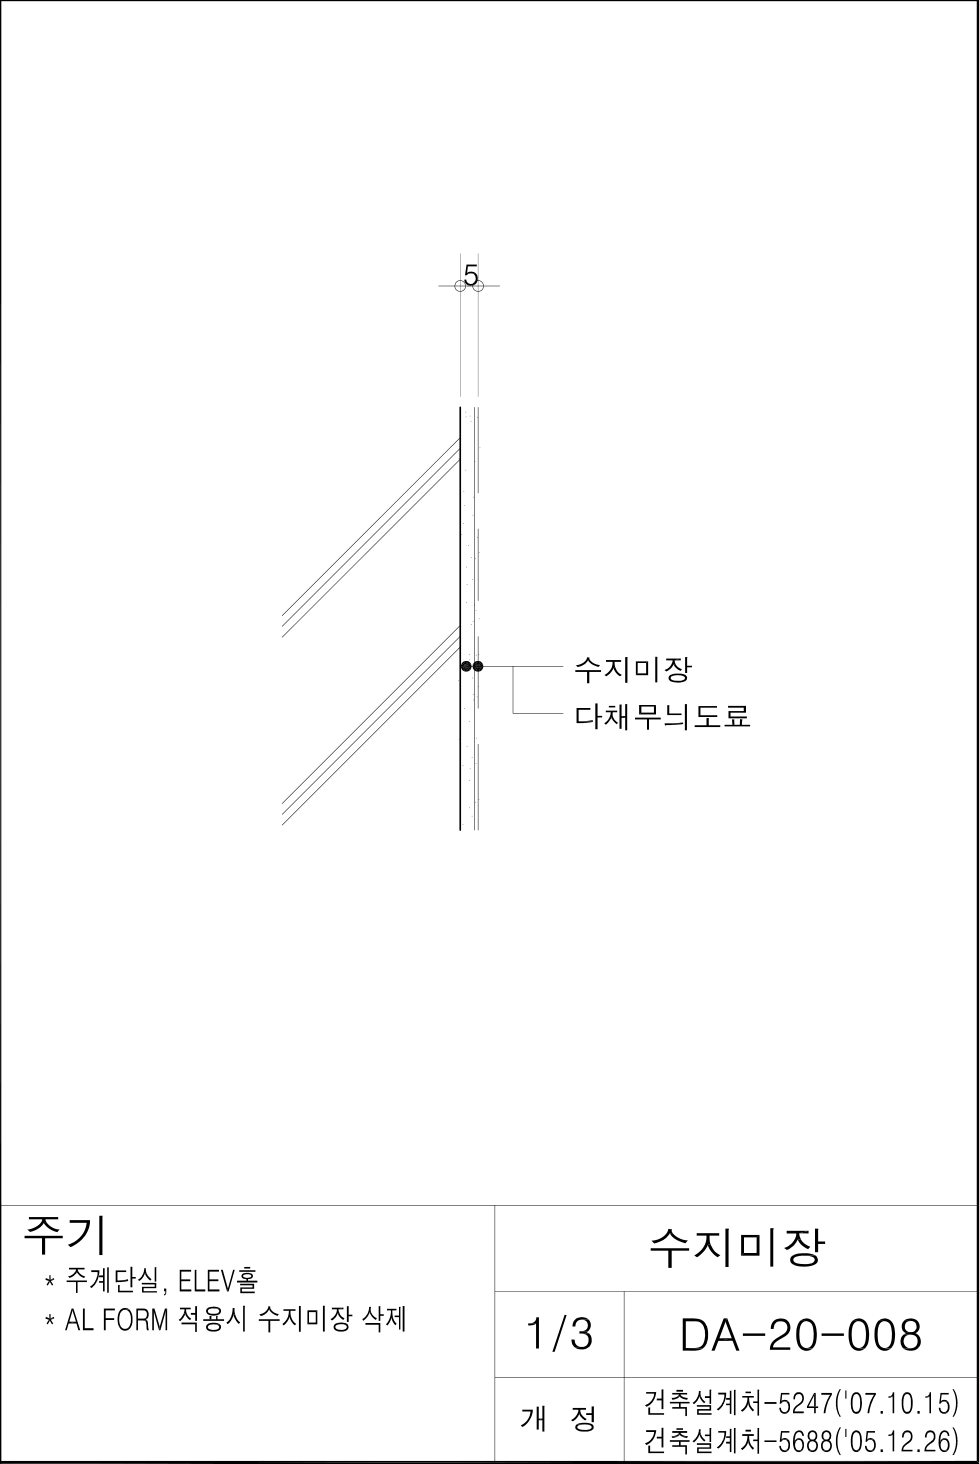 5
수지미장
다채무늬도료
주기
* 주계단실, ELEV홀
* AL FORM 적용시 수지미장 삭제
수지미장
1/3
DA-20-008
개 정
건축설계처-5247('07.10.15)
건축설계처-5688('05.12.26)